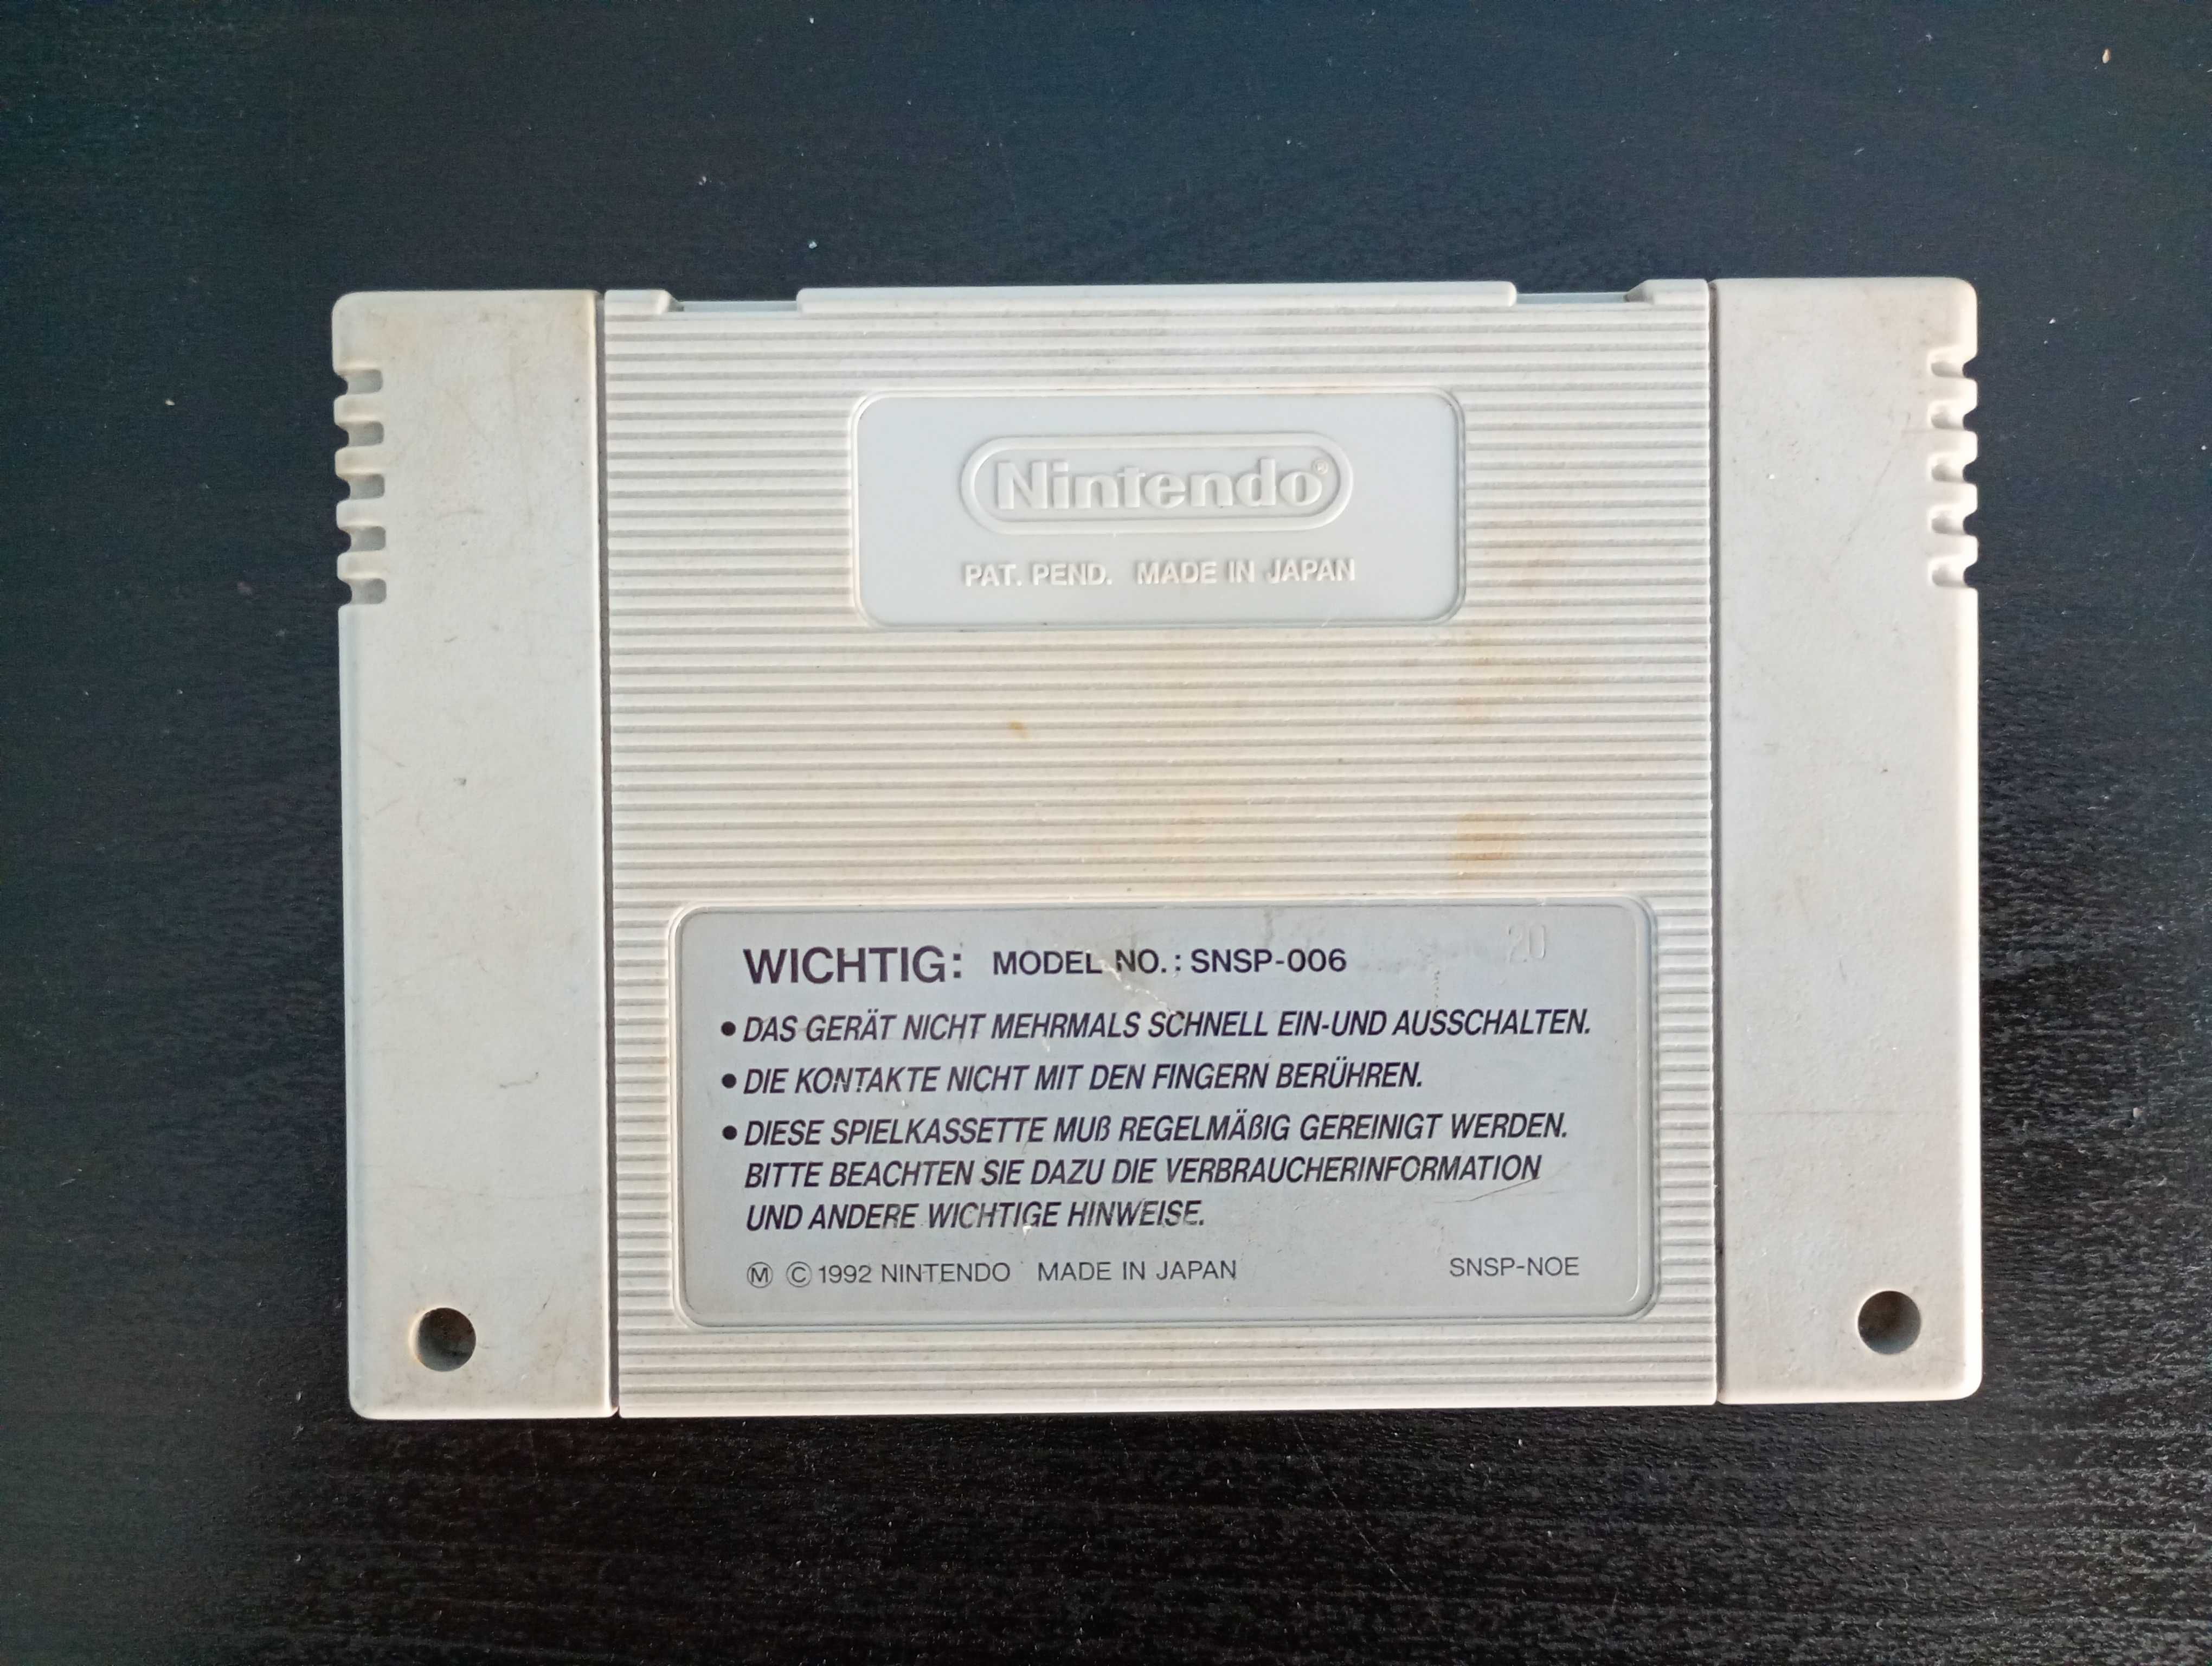 Nintendo®
PAT. PEND. MADE IN JAPAN
20
WICHTIG: MODEL NO.: SNSP-006
• DAS GERÄT NICHT MEHRMALS SCHNELL EIN-UND AUSSCHALTEN.
• DIE KONTAKTE NICHT MIT DEN FINGERN BERÜHREN.
• DIESE SPIELKASSETTE MUß REGELMÄßIG GEREINIGT WERDEN.
BITTE BEACHTEN SIE DAZU DIE VERBRAUCHERINFORMATION
UND ANDERE WICHTIGE HINWEISE.
Ⓜ © 1992 NINTENDO MADE IN JAPAN SNSP-NOE